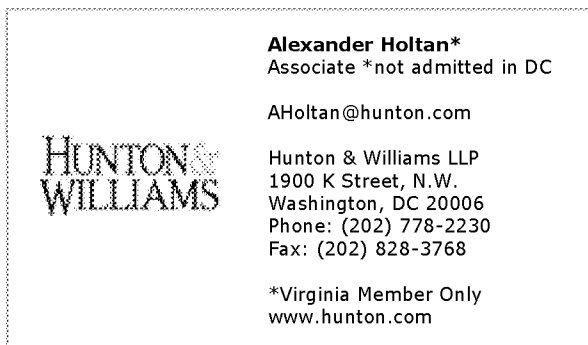 HUNTON&
WILLIAMS
Alexander Holtan*
Associate *not admitted in DC
AHoltan@hunton.com
Hunton & Williams LLP
1900 K Street, N.W.
Washington, DC 20006
Phone: (202) 778-2230
Fax: (202) 828-3768
*Virginia Member Only
www.hunton.com